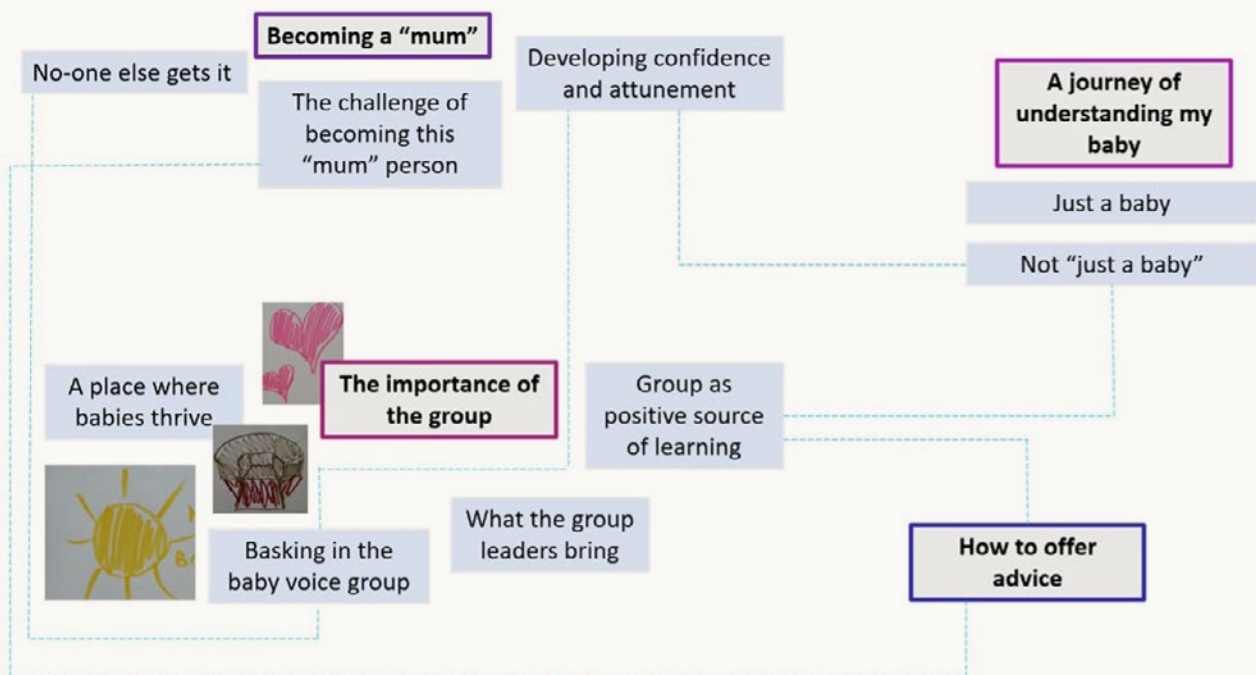 Becoming a “mum”
No-one else gets it
The challenge of
becoming this
“mum” person
Developing confidence
and attunement
A journey of
understanding my
baby
Just a baby
Not “just a baby”
A place where
babies thrive
The importance of
the group
Group as
positive source
of learning
Basking in the
baby voice group
What the group
leaders bring
How to offer
advice